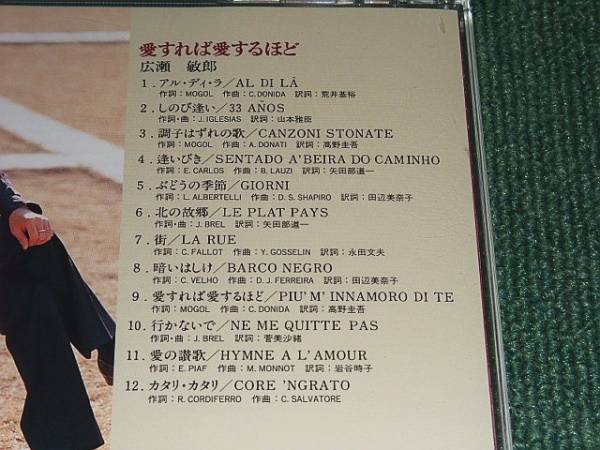 愛すれば愛するほど
広瀬 敏郎
1. アル・ディ・ラ／AL DI LÂ
作詞：MOGOL 作曲：C.DONIDA 訳詞：荒井基裕
2. しのび逢い／33 AÑOS
作詞・曲：J.IGLESIAS 訳詞：山本雅臣
3. 調子はずれの歌／CANZONI STONATE
作詞：MOGOL 作曲：A. DONATI 訳詞：高野圭吾
4. 逢いびき／SENTADO A'BEIRA DO CAMINHO
作詞：E. CARLOS 作曲：B. LAUZI 訳詞：矢田部道一
5. ぶどうの季節／GIORNI
作詞：L. ALBERTELLI 作曲：D. S. SHAPIRO 訳詞：田辺美奈子
6. 北の故郷／LE PLAT PAYS
作詞・曲：J. BREL 訳詞：矢田部道一
7. 街／LA RUE
作詞：C. FALLOT 作曲：Y. GOSSELIN 訳詞：永田文夫
8. 暗いはしけ／BARCO NEGRO
作詞：C. VELHO 作曲：D. J. FERREIRA 訳詞：田辺美奈子
9. 愛すれば愛するほど／PIU' M' INNAMORO DI TE
作詞：MOGOL 作曲：C. DONIDA 訳詞：高野圭吾
10. 行かないで／NE ME QUITTE PAS
作詞・曲：J. BREL 訳詞：菅美沙緒
11. 愛の讃歌／HYMNE A L'AMOUR
作詞：E. PIAF 作曲：M. MONNOT 訳詞：岩谷時子
12. カタリ・カタリ／CORE 'NGRATO
作詞：R. CORDIFERRO 作曲：C. SALVATORE